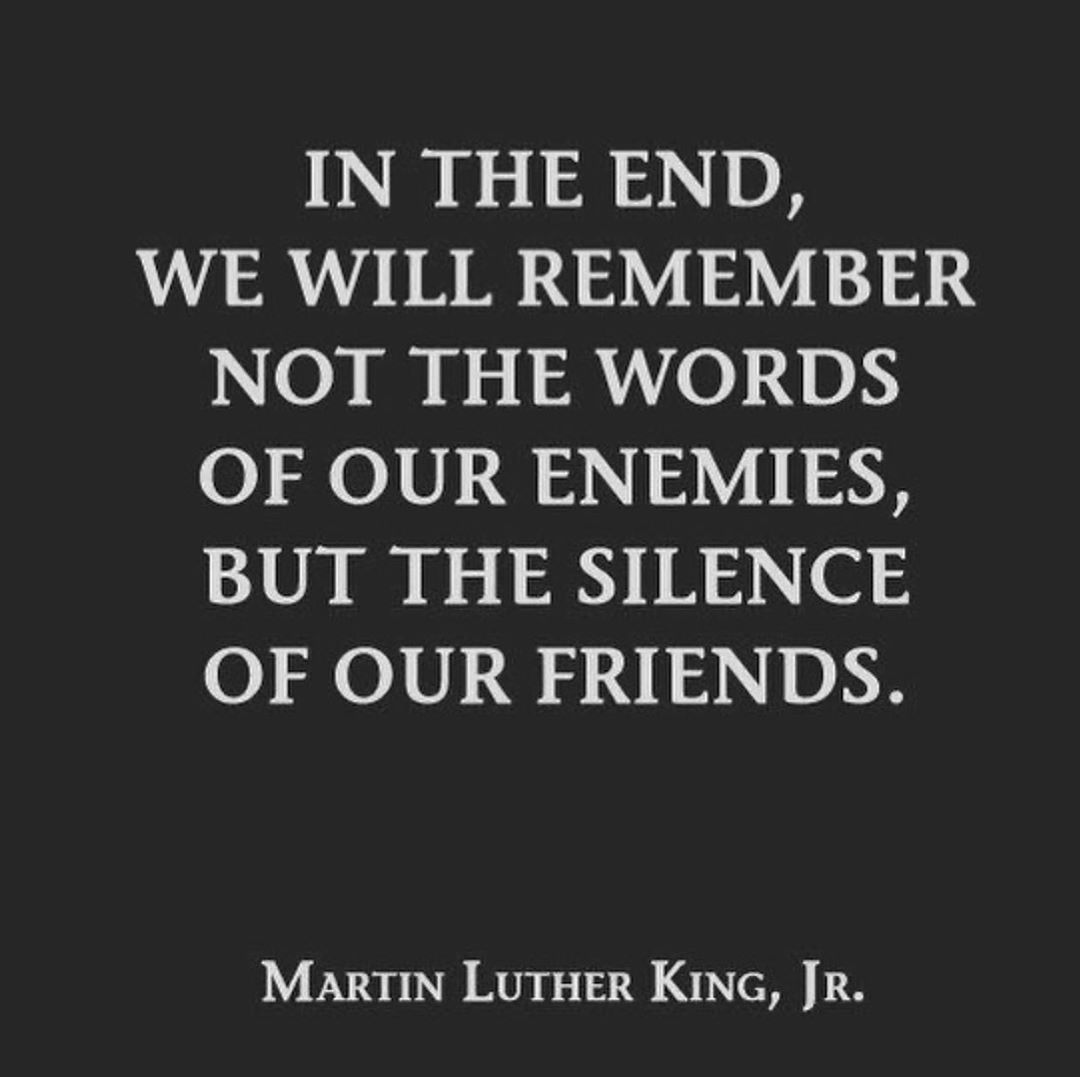 IN THE END,
WE WILL REMEMBER
NOT THE WORDS
OF OUR ENEMIES,
BUT THE SILENCE
OF OUR FRIENDS.
MARTIN LUTHER KING, JR.